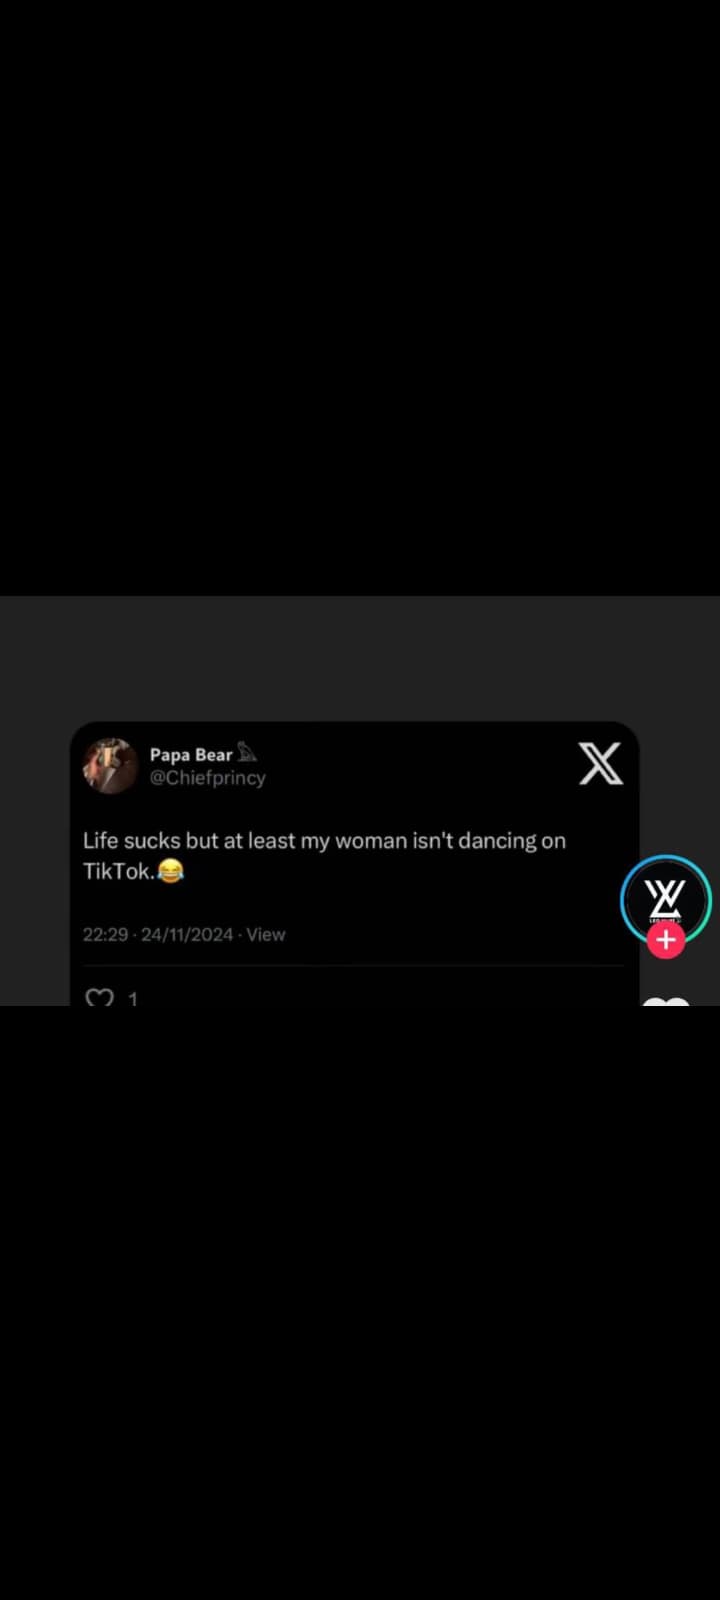 Papa Bear
@Chiefprincy
Life sucks but at least my woman isn't dancing on
TikTok.😂
22:29 · 24/11/2024 · View
1